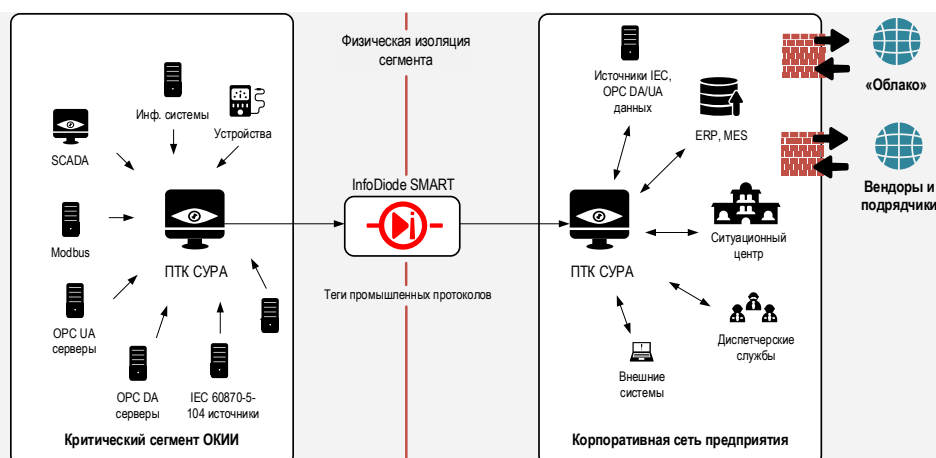 Физическая изоляция
сегмента
Инф. системы
Устройства
SCADA
Modbus
ПТК СУРА
OPC UA
серверы
OPC DA
серверы
IEC 60870-5-
104 источники
Критический сегмент ОКИИ
InfoDiode SMART
Теги промышленных протоколов
Источники IEC,
OPC DA/UA
данных
ERP, MES
ПТК СУРА
Ситуационный
центр
Диспетчерские
службы
Внешние
системы
Корпоративная сеть предприятия
«Облако»
Вендоры и
подрядчики